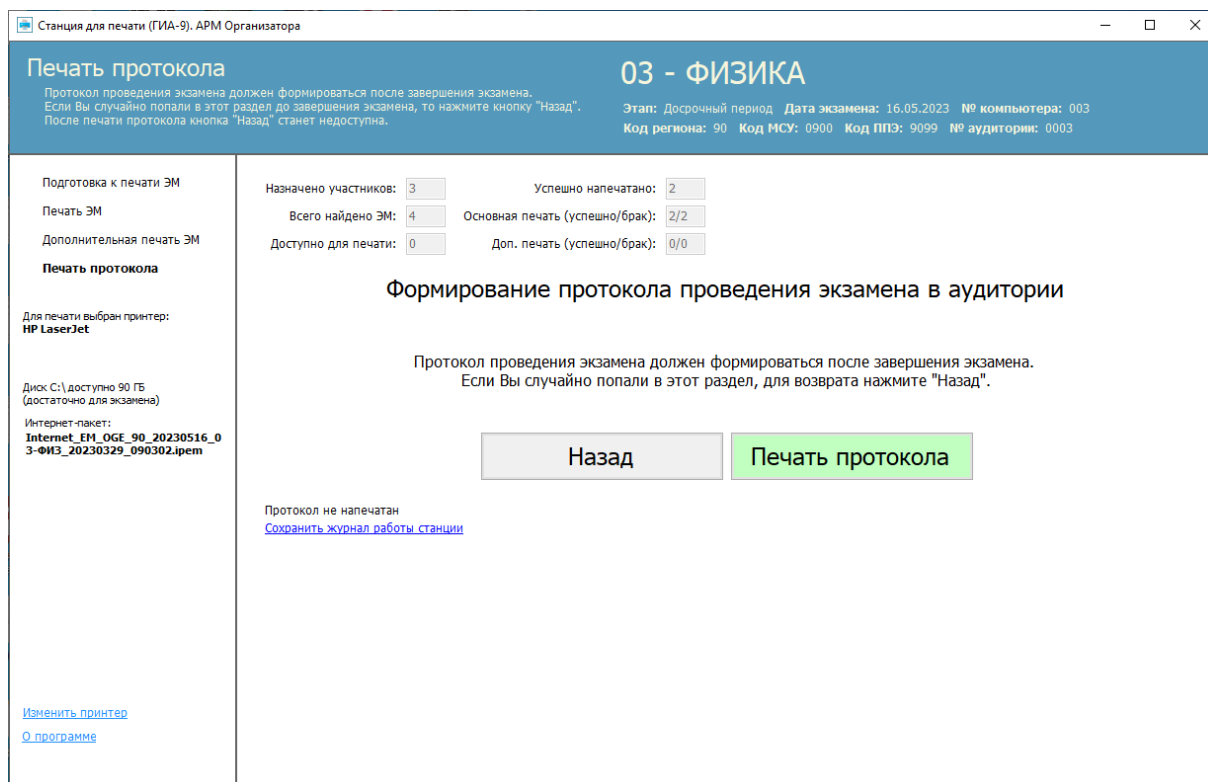 Станция для печати (ГИА-9). АРМ Организатора
Печать протокола
Протокол проведения экзамена должен формироваться после завершения экзамена.
Если Вы случайно попали в этот раздел до завершения экзамена, то нажмите кнопку "Назад".
После печати протокола кнопка "Назад" станет недоступна.
03 - ФИЗИКА
Этап: Досрочный период Дата экзамена: 16.05.2023 № компьютера: 003
Код региона: 90 Код МСУ: 0900 Код ППЭ: 9099 № аудитории: 0003
Подготовка к печати ЭМ
Печать ЭМ
Дополнительная печать ЭМ
Печать протокола
Для печати выбран принтер:
HP LaserJet
Диск C:\ доступно 90 ГБ
(достаточно для экзамена)
Интернет-пакет:
Internet_EM_OGE_90_20230516_0
3-ФИЗ_20230329_090302.ipem
Изменить принтер
О программе
Назначено участников: 3 Успешно напечатано: 2
Всего найдено ЭМ: 4 Основная печать (успешно/брак): 2/2
Доступно для печати: 0 Доп. печать (успешно/брак): 0/0
Формирование протокола проведения экзамена в аудитории
Протокол проведения экзамена должен формироваться после завершения экзамена.
Если Вы случайно попали в этот раздел, для возврата нажмите "Назад".
Назад Печать протокола
Протокол не напечатан
Сохранить журнал работы станции